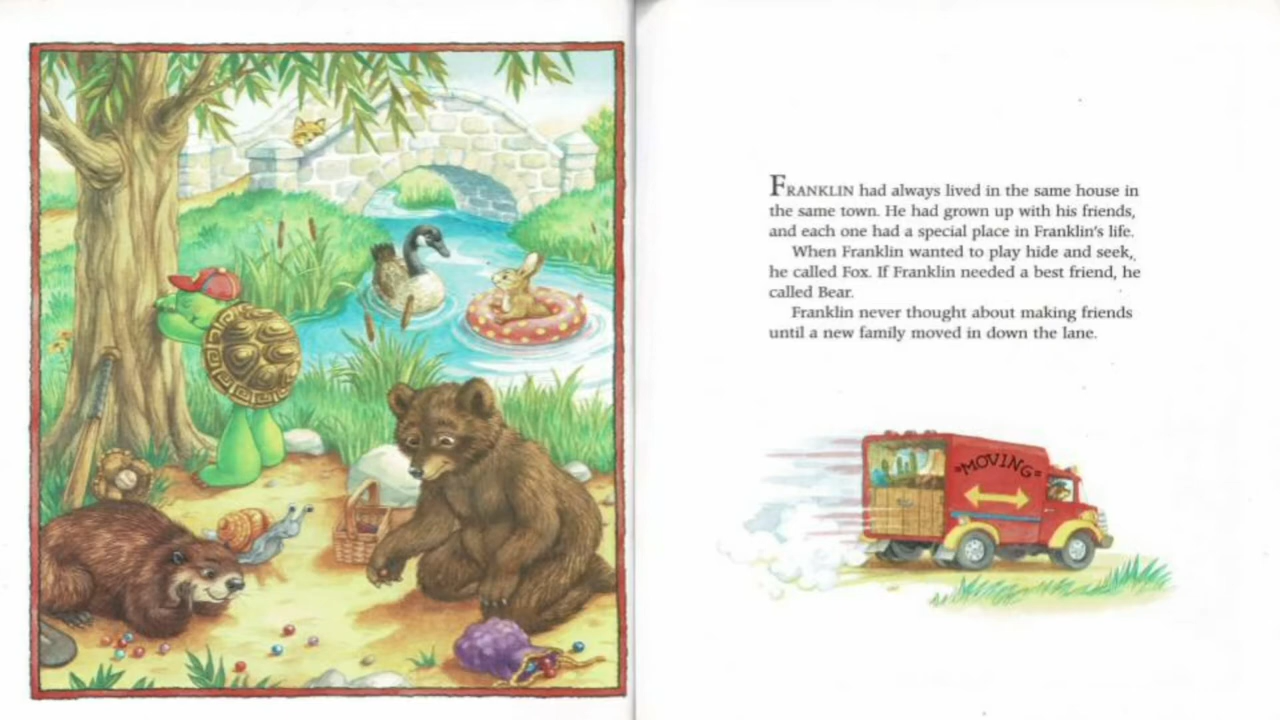 FRANKLIN had always lived in the same house in
the same town. He had grown up with his friends,
and each one had a special place in Franklin's life.
When Franklin wanted to play hide and seek,
he called Fox. If Franklin needed a best friend, he
called Bear.
Franklin never thought about making friends
until a new family moved in down the lane.
"MOVING"